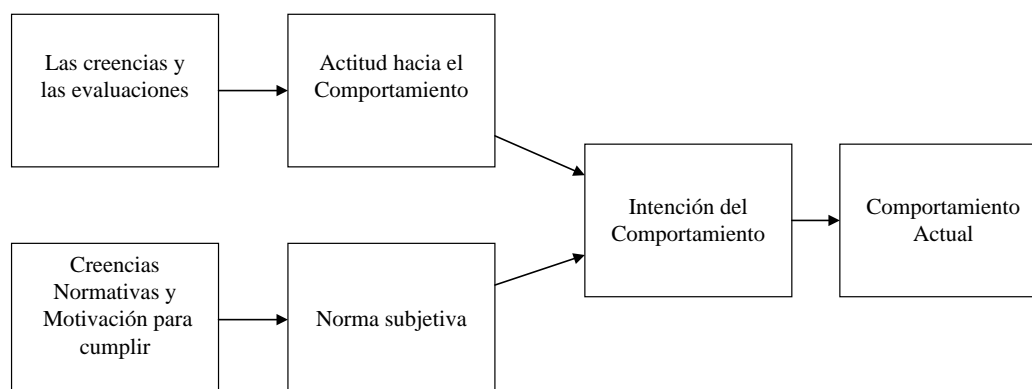 Las creencias y
las evaluaciones
Actitud hacia el
Comportamiento
Creencias
Normativas y
Motivación para
cumplir
Norma subjetiva
Intención del
Comportamiento
Comportamiento
Actual